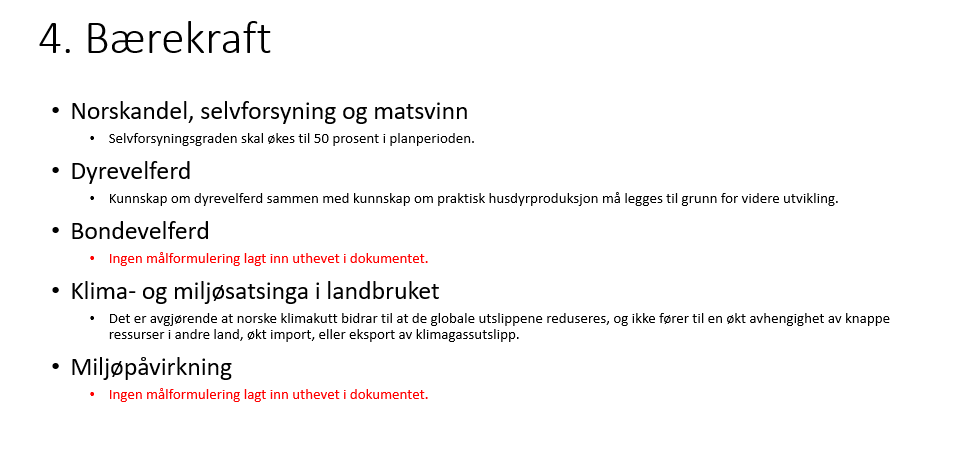 4. Bærekraft
• Norskandel, selvforsyning og matsvinn
• Selvforsyningsgraden skal økes til 50 prosent i planperioden.
• Dyrevelferd
• Kunnskap om dyrevelferd sammen med kunnskap om praktisk husdyrproduksjon må legges til grunn for videre utvikling.
• Bondevelferd
• Ingen målformulering lagt inn uthevet i dokumentet.
• Klima- og miljøsatsinga i landbruket
• Det er avgjørende at norske klimakutt bidrar til at de globale utslippene reduseres, og ikke fører til en økt avhengighet av knappe
ressurser i andre land, økt import, eller eksport av klimagassutslipp.
• Miljøpåvirkning
• Ingen målformulering lagt inn uthevet i dokumentet.